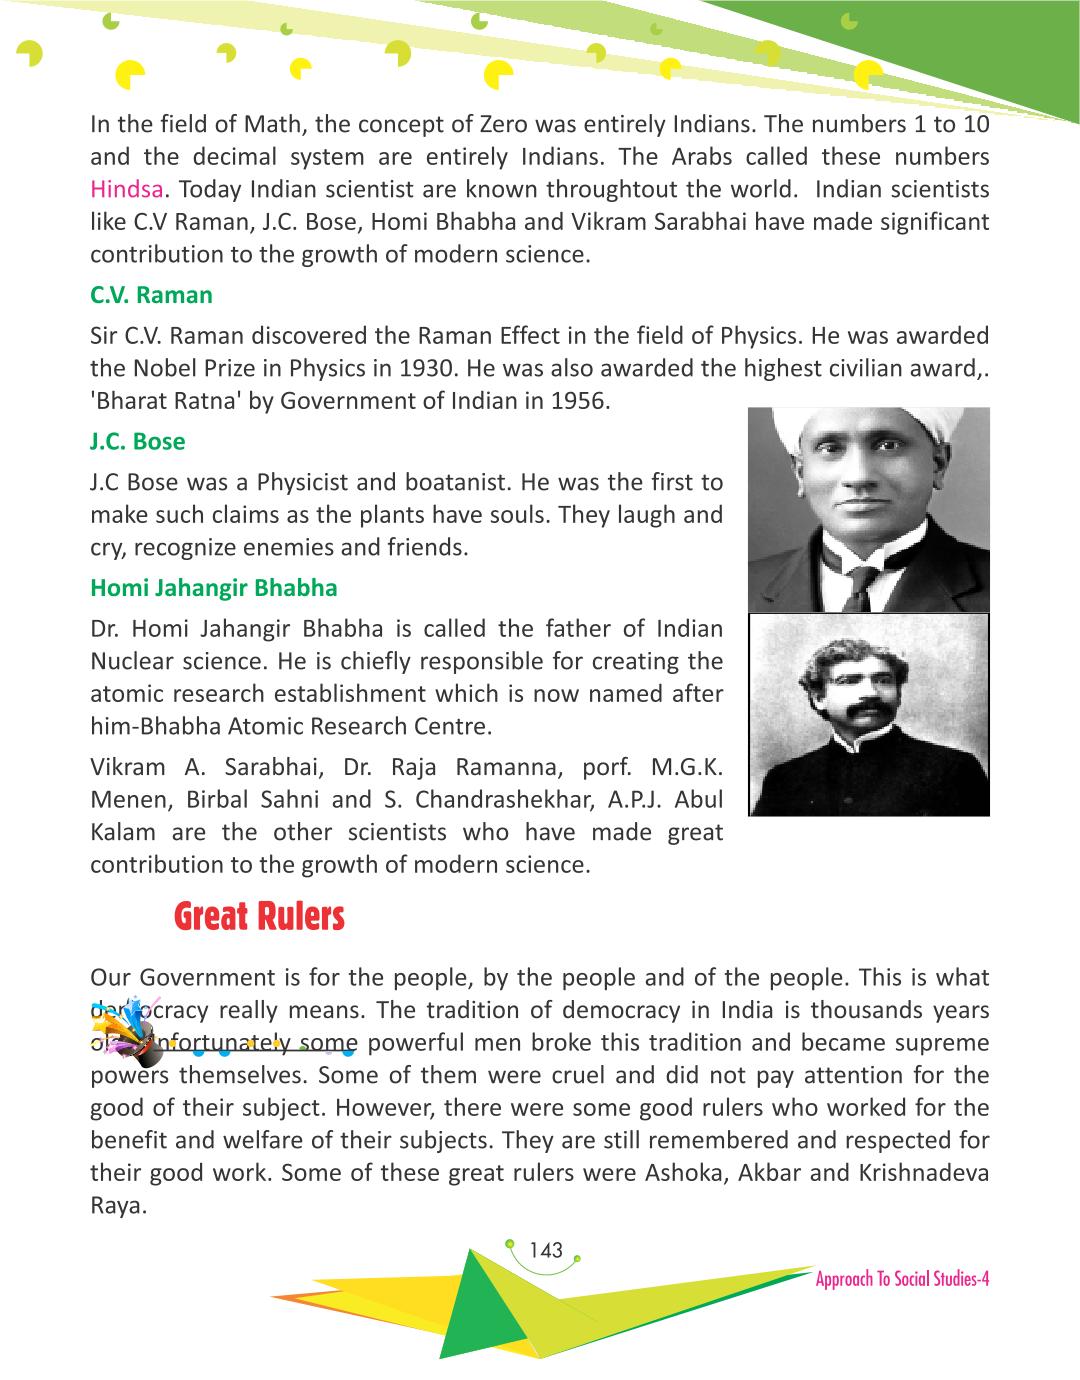 In the field of Math, the concept of Zero was entirely Indians. The numbers 1 to 10
and the decimal system are entirely Indians. The Arabs called these numbers
Hindsa. Today Indian scientist are known throughtout the world. Indian scientists
like C.V Raman, J.C. Bose, Homi Bhabha and Vikram Sarabhai have made significant
contribution to the growth of modern science.
C.V. Raman
Sir C.V. Raman discovered the Raman Effect in the field of Physics. He was awarded
the Nobel Prize in Physics in 1930. He was also awarded the highest civilian award,.
'Bharat Ratna' by Government of Indian in 1956.
J.C. Bose
J.C Bose was a Physicist and boatanist. He was the first to
make such claims as the plants have souls. They laugh and
cry, recognize enemies and friends.
Homi Jahangir Bhabha
Dr. Homi Jahangir Bhabha is called the father of Indian
Nuclear science. He is chiefly responsible for creating the
atomic research establishment which is now named after
him-Bhabha Atomic Research Centre.
Vikram A. Sarabhai, Dr. Raja Ramanna, porf. M.G.K.
Menen, Birbal Sahni and S. Chandrashekhar, A.P.J. Abul
Kalam are the other scientists who have made great
contribution to the growth of modern science.
Great Rulers
Our Government is for the people, by the people and of the people. This is what
democracy really means. The tradition of democracy in India is thousands years
old. Unfortunately some powerful men broke this tradition and became supreme
powers themselves. Some of them were cruel and did not pay attention for the
good of their subject. However, there were some good rulers who worked for the
benefit and welfare of their subjects. They are still remembered and respected for
their good work. Some of these great rulers were Ashoka, Akbar and Krishnadeva
Raya.
143
Approach To Social Studies-4